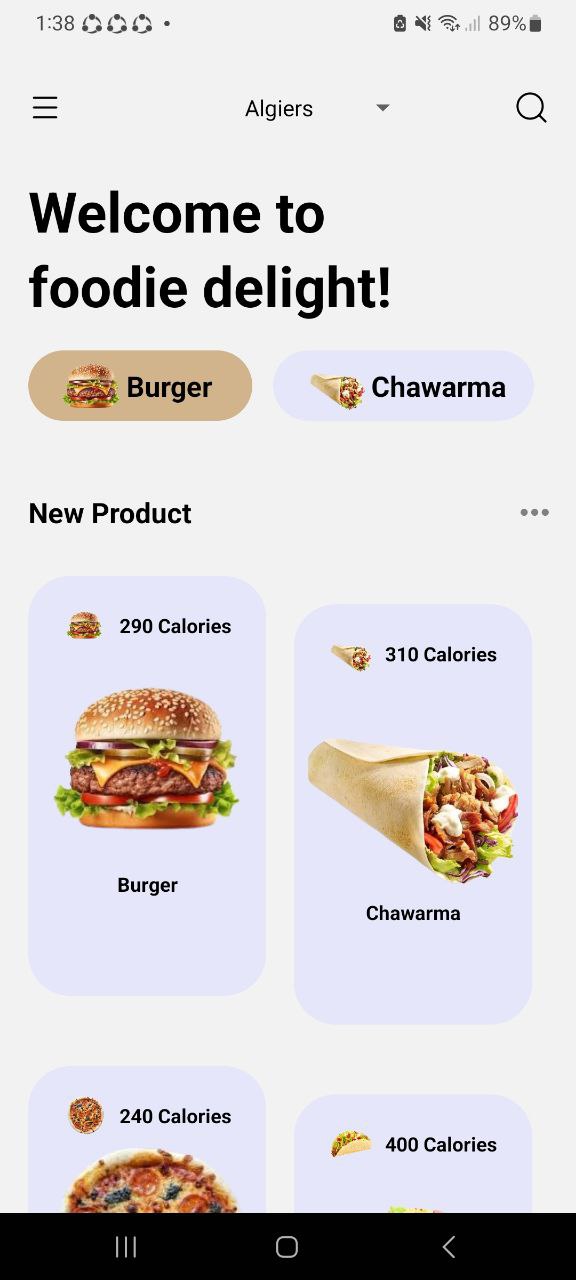 1:38
89%
Algiers
Welcome to
foodie delight!
Burger
Chawarma
New Product
290 Calories
310 Calories
Burger
Chawarma
240 Calories
400 Calories